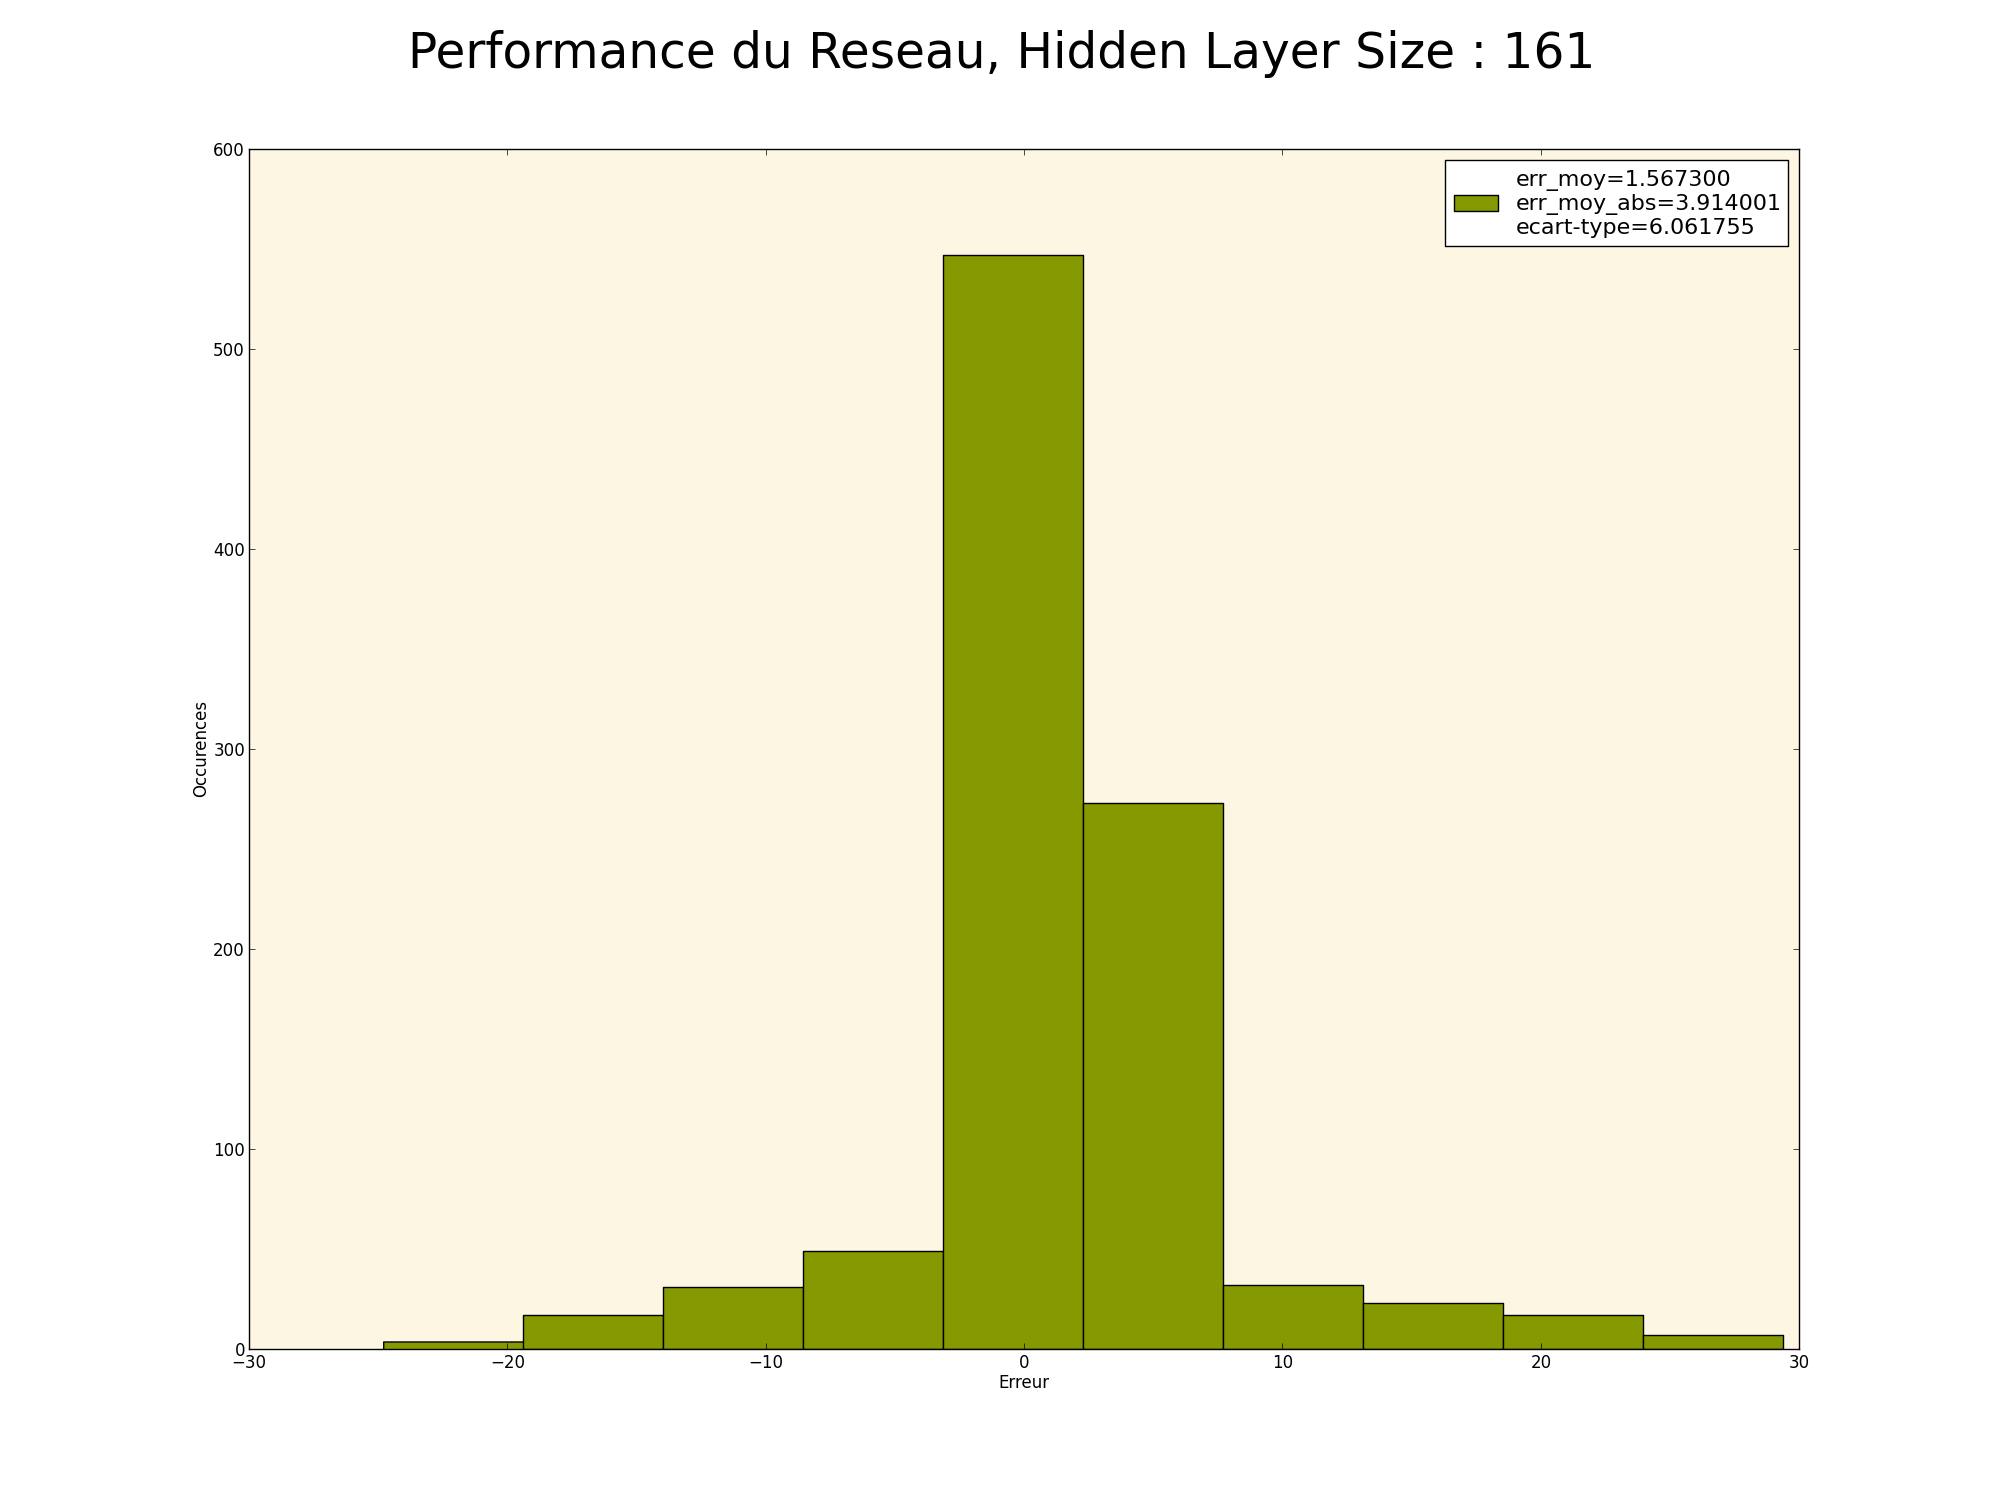 Performance du Reseau, Hidden Layer Size : 161
err_moy=1.567300
err_moy_abs=3.914001
ecart-type=6.061755
600
500
400
300
200
100
0
Occurences
−30 −20 −10 0 10 20 30
Erreur